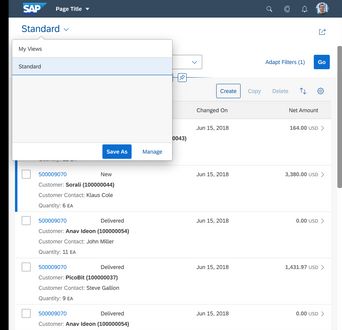 SAP Page Title
Standard
My Views
Standard
Adapt Filters (1) Go
Create Copy Delete
Changed On Net Amount
Jun 15, 2018 164.00 USD
0043)
Save As Manage
500009070 New Jun 15, 2018 3,380.00 USD
Customer: Sorali (100000044)
Customer Contact: Klaus Cole
Quantity: 6 EA
500009070 Delivered Jun 15, 2018 0.00 USD
Customer: Anav Ideon (100000054)
Customer Contact: John Miller
Quantity: 11 EA
500009070 Delivered Jun 15, 2018 1,431.97 USD
Customer: PicoBit (100000037)
Customer Contact: Steve Gallion
Quantity: 9 EA
500009070 Delivered Jun 15, 2018 0.00 USD
Customer: Anav Ideon (100000054)